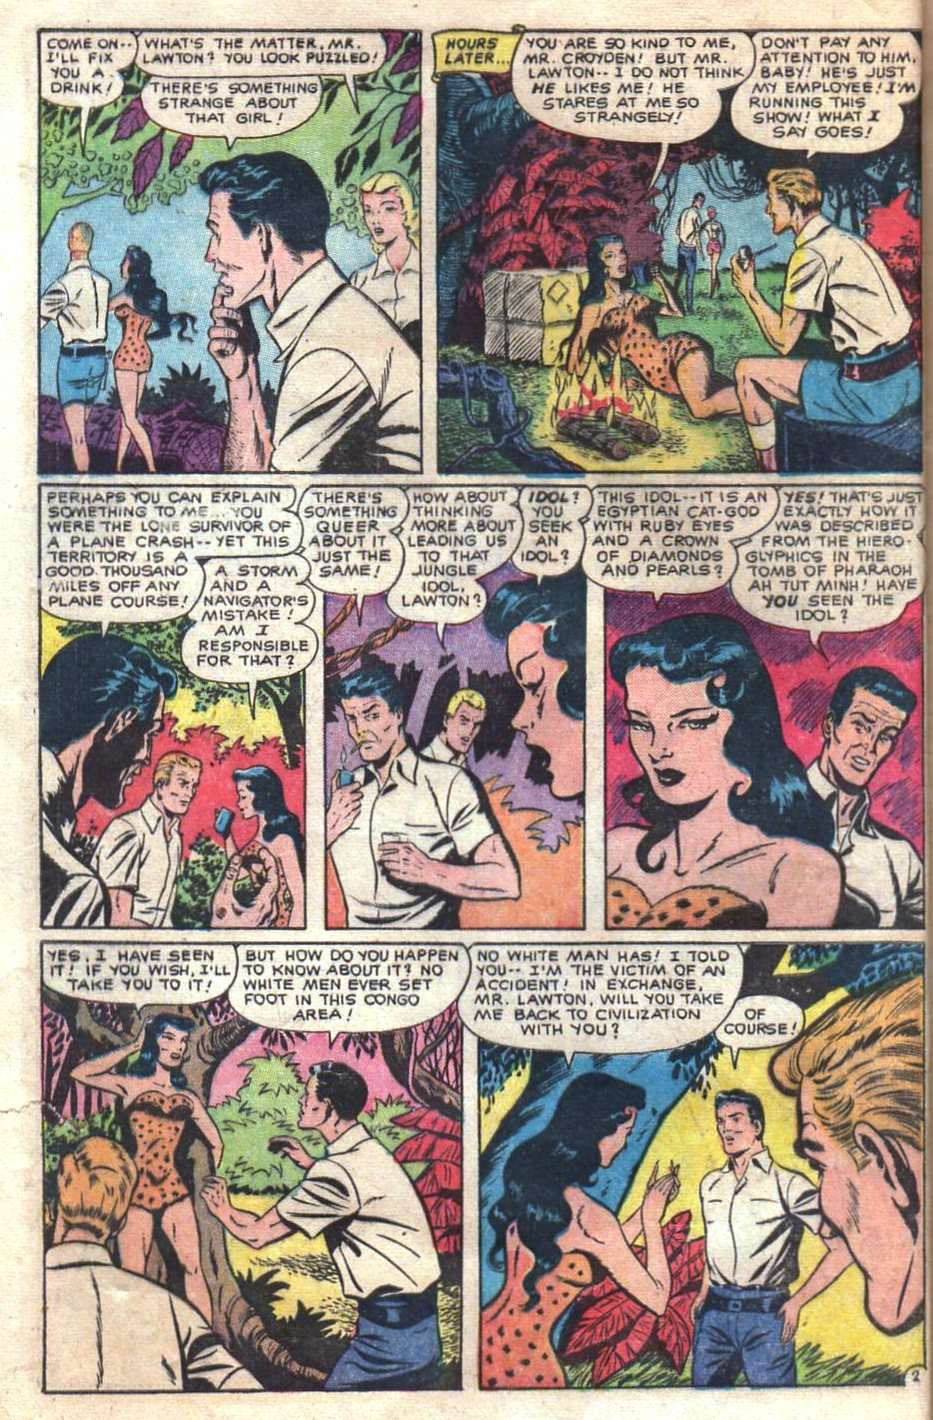 COME ON--
I'LL FIX
YOU A
DRINK!
WHAT'S THE MATTER, MR.
LAWTON? YOU LOOK PUZZLED!
THERE'S SOMETHING
STRANGE ABOUT
THAT GIRL!
HOURS
LATER...
YOU ARE SO KIND TO ME,
MR. CROYDEN! BUT MR.
LAWTON-- I DO NOT THINK
HE LIKES ME! HE
STARES AT ME SO
STRANGELY!
DON'T PAY ANY
ATTENTION TO HIM,
BABY! HE'S JUST
MY EMPLOYEE! I'M
RUNNING THIS
SHOW! WHAT I
SAY GOES!
PERHAPS YOU CAN EXPLAIN
SOMETHING TO ME... YOU
WERE THE LONE SURVIVOR OF
A PLANE CRASH-- YET THIS
TERRITORY IS A
GOOD THOUSAND
MILES OFF ANY
PLANE COURSE!
A STORM
AND A
NAVIGATOR'S
MISTAKE!
AM I
RESPONSIBLE
FOR THAT?
THERE'S
SOMETHING
QUEER
ABOUT IT
JUST THE
SAME!
HOW ABOUT
THINKING
MORE ABOUT
LEADING US
TO THAT
JUNGLE
IDOL,
LAWTON?
IDOL?
YOU
SEEK
AN
IDOL?
THIS IDOL-- IT IS AN
EGYPTIAN CAT-GOD
WITH RUBY EYES
AND A CROWN
OF DIAMONDS
AND PEARLS?
YES! THAT'S JUST
EXACTLY HOW IT
WAS DESCRIBED
FROM THE HIERO-
GLYPHICS IN THE
TOMB OF PHARAOH
AH TUT MINH! HAVE
YOU SEEN THE
IDOL?
YES, I HAVE SEEN
IT! IF YOU WISH, I'LL
TAKE YOU TO IT!
BUT HOW DO YOU HAPPEN
TO KNOW ABOUT IT? NO
WHITE MEN EVER SET
FOOT IN THIS CONGO
AREA!
NO WHITE MAN HAS! I TOLD
YOU-- I'M THE VICTIM OF AN
ACCIDENT! IN EXCHANGE,
MR. LAWTON, WILL YOU TAKE
ME BACK TO CIVILIZATION
WITH YOU?
OF
COURSE!
2